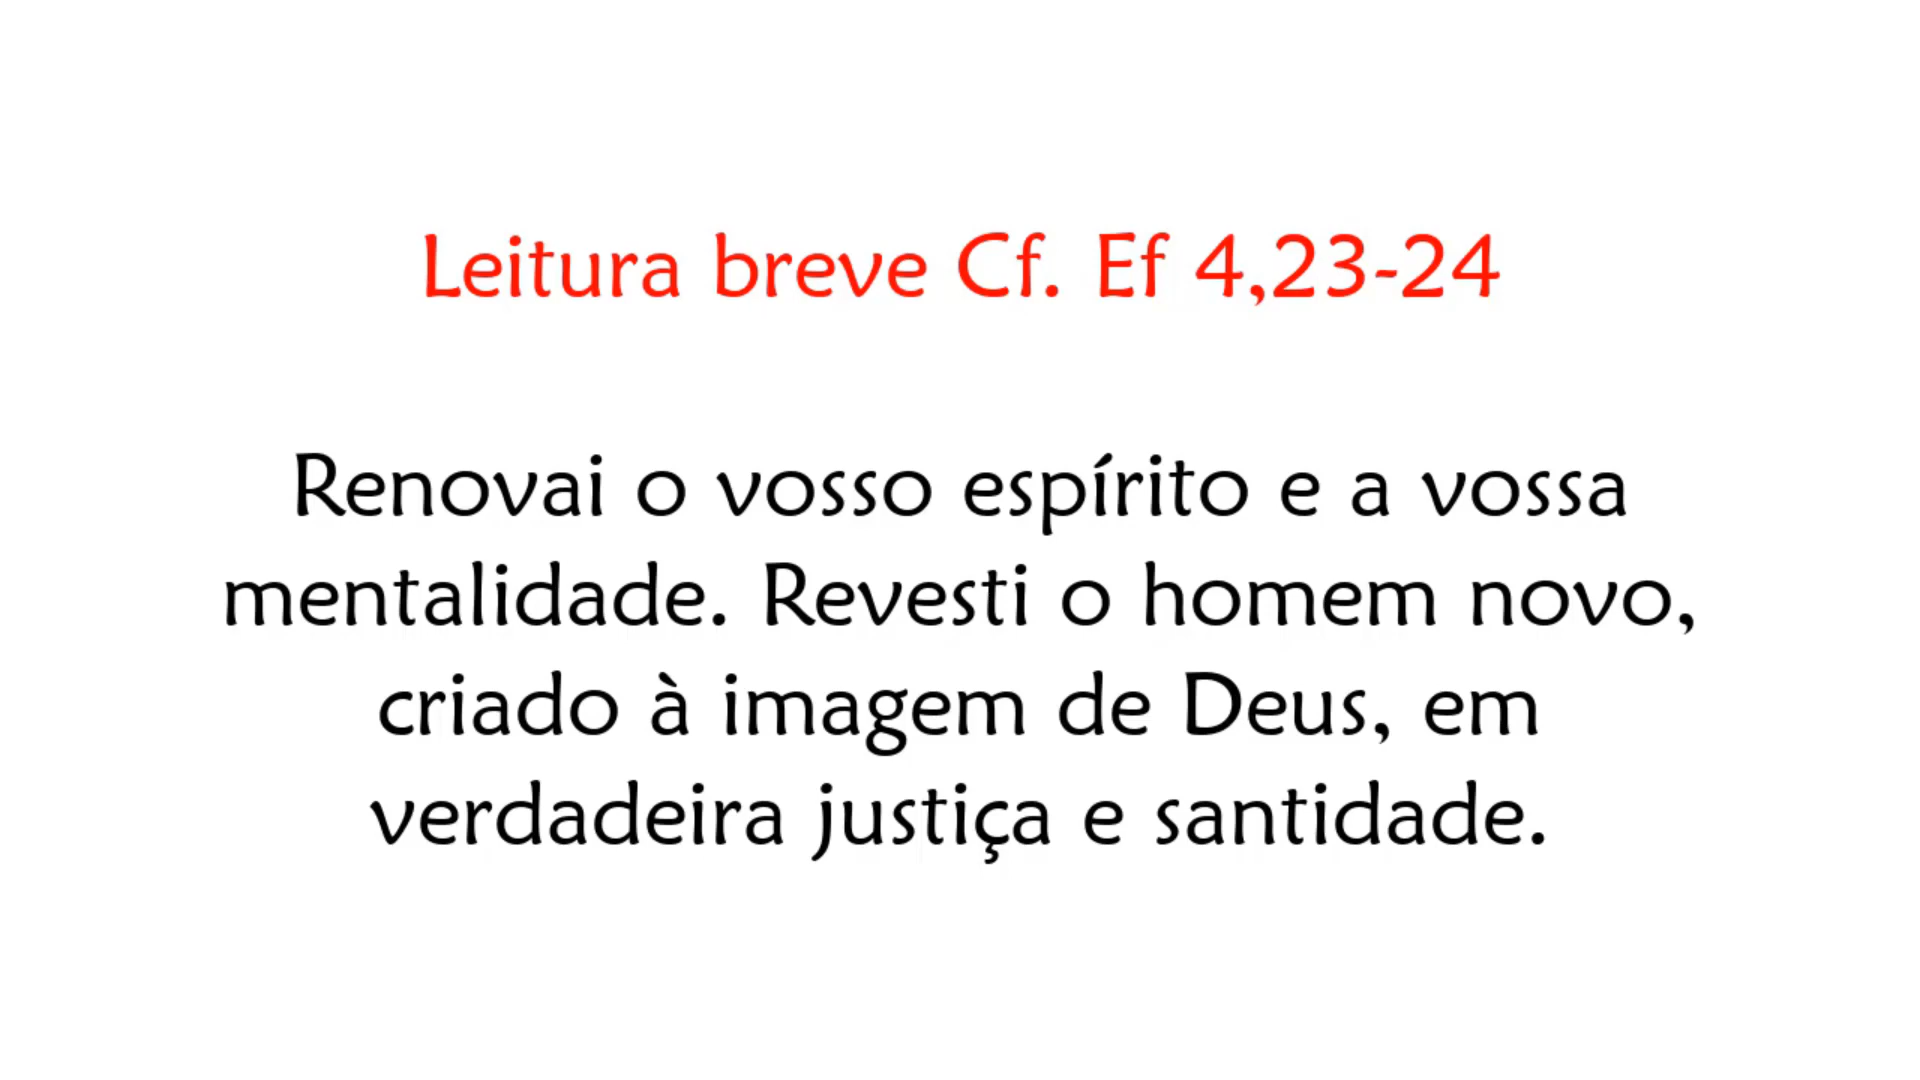 Leitura breve Cf. Ef 4,23-24
Renovai o vosso espírito e a vossa
mentalidade. Revesti o homem novo,
criado à imagem de Deus, em
verdadeira justiça e santidade.